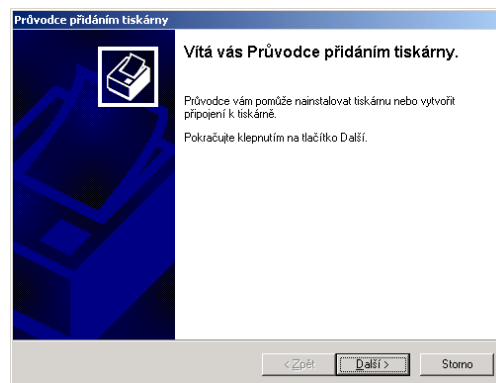 Průvodce přidáním tiskárny
Vítá vás Průvodce přidáním tiskárny.
Průvodce vám pomůže nainstalovat tiskárnu nebo vytvořit
připojení k tiskárně.
Pokračujte klepnutím na tlačítko Další.
< Zpět Další > Storno